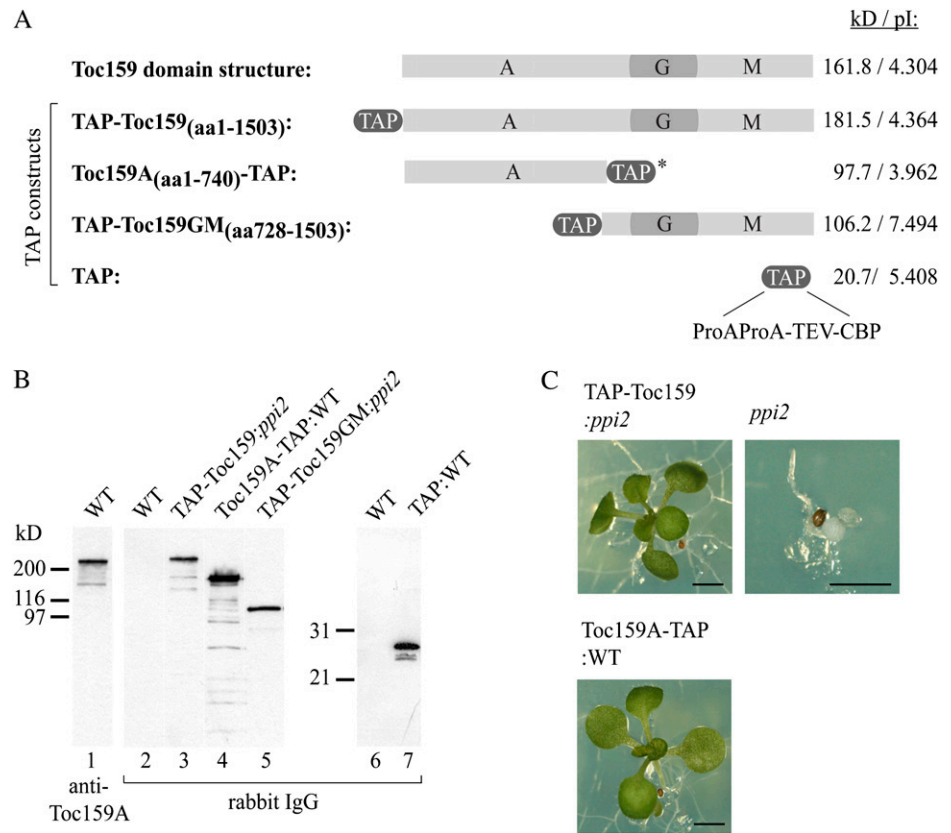 A
kD / pI:
Toc159 domain structure: A G M 161.8 / 4.304
TAP constructs
TAP-Toc159(aa1-1503): TAP A G M 181.5 / 4.364
Toc159A(aa1-740)-TAP: A TAP * 97.7 / 3.962
TAP-Toc159GM(aa728-1503): TAP G M 106.2 / 7.494
TAP: TAP 20.7/ 5.408
ProAProA-TEV-CBP
B
WT WT TAP-Toc159:ppi2 Toc159A-TAP:WT TAP-Toc159GM:ppi2 WT TAP:WT
kD
200
116
97
31
21
1 2 3 4 5 6 7
anti-
Toc159A
rabbit IgG
C
TAP-Toc159
:ppi2
ppi2
Toc159A-TAP
:WT